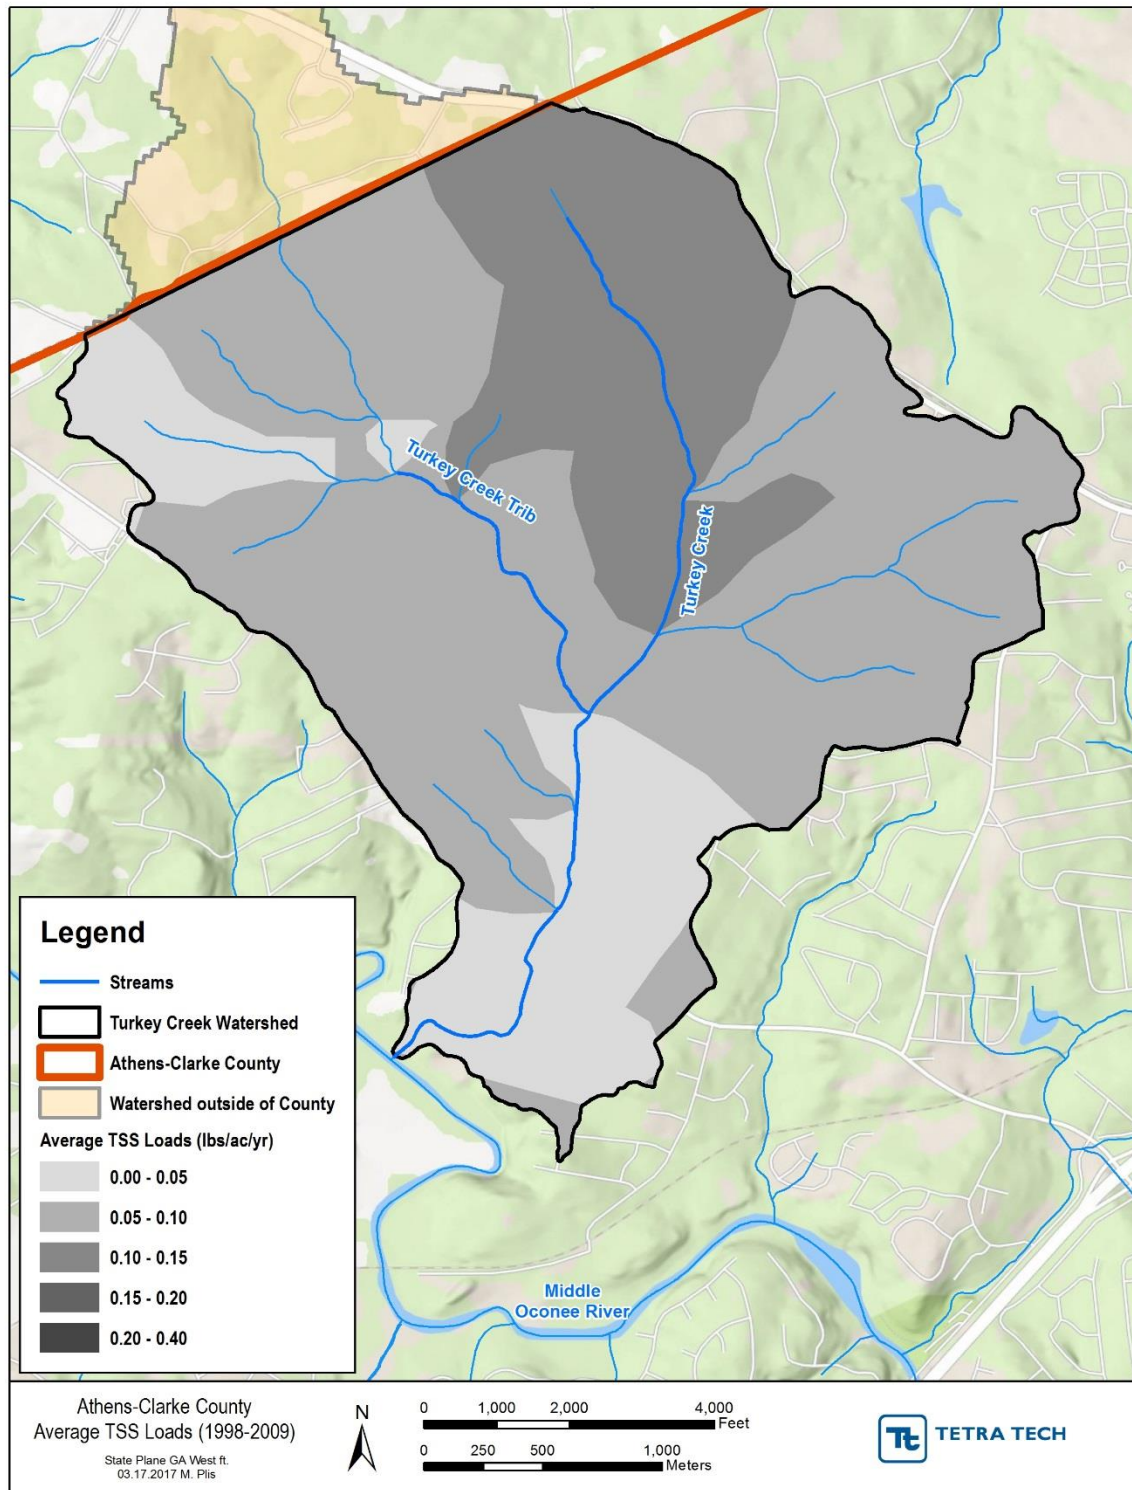 Turkey Creek Trib
Turkey Creek
Legend
Streams
Turkey Creek Watershed
Athens-Clarke County
Watershed outside of County
Average TSS Loads (lbs/ac/yr)
0.00 - 0.05
0.05 - 0.10
0.10 - 0.15
0.15 - 0.20
0.20 - 0.40
Middle
Oconee River
Athens-Clarke County
Average TSS Loads (1998-2009)
State Plane GA West ft.
03.17.2017 M. Plis
N
0 1,000 2,000 4,000
Feet
0 250 500 1,000
Meters
Tt TETRA TECH